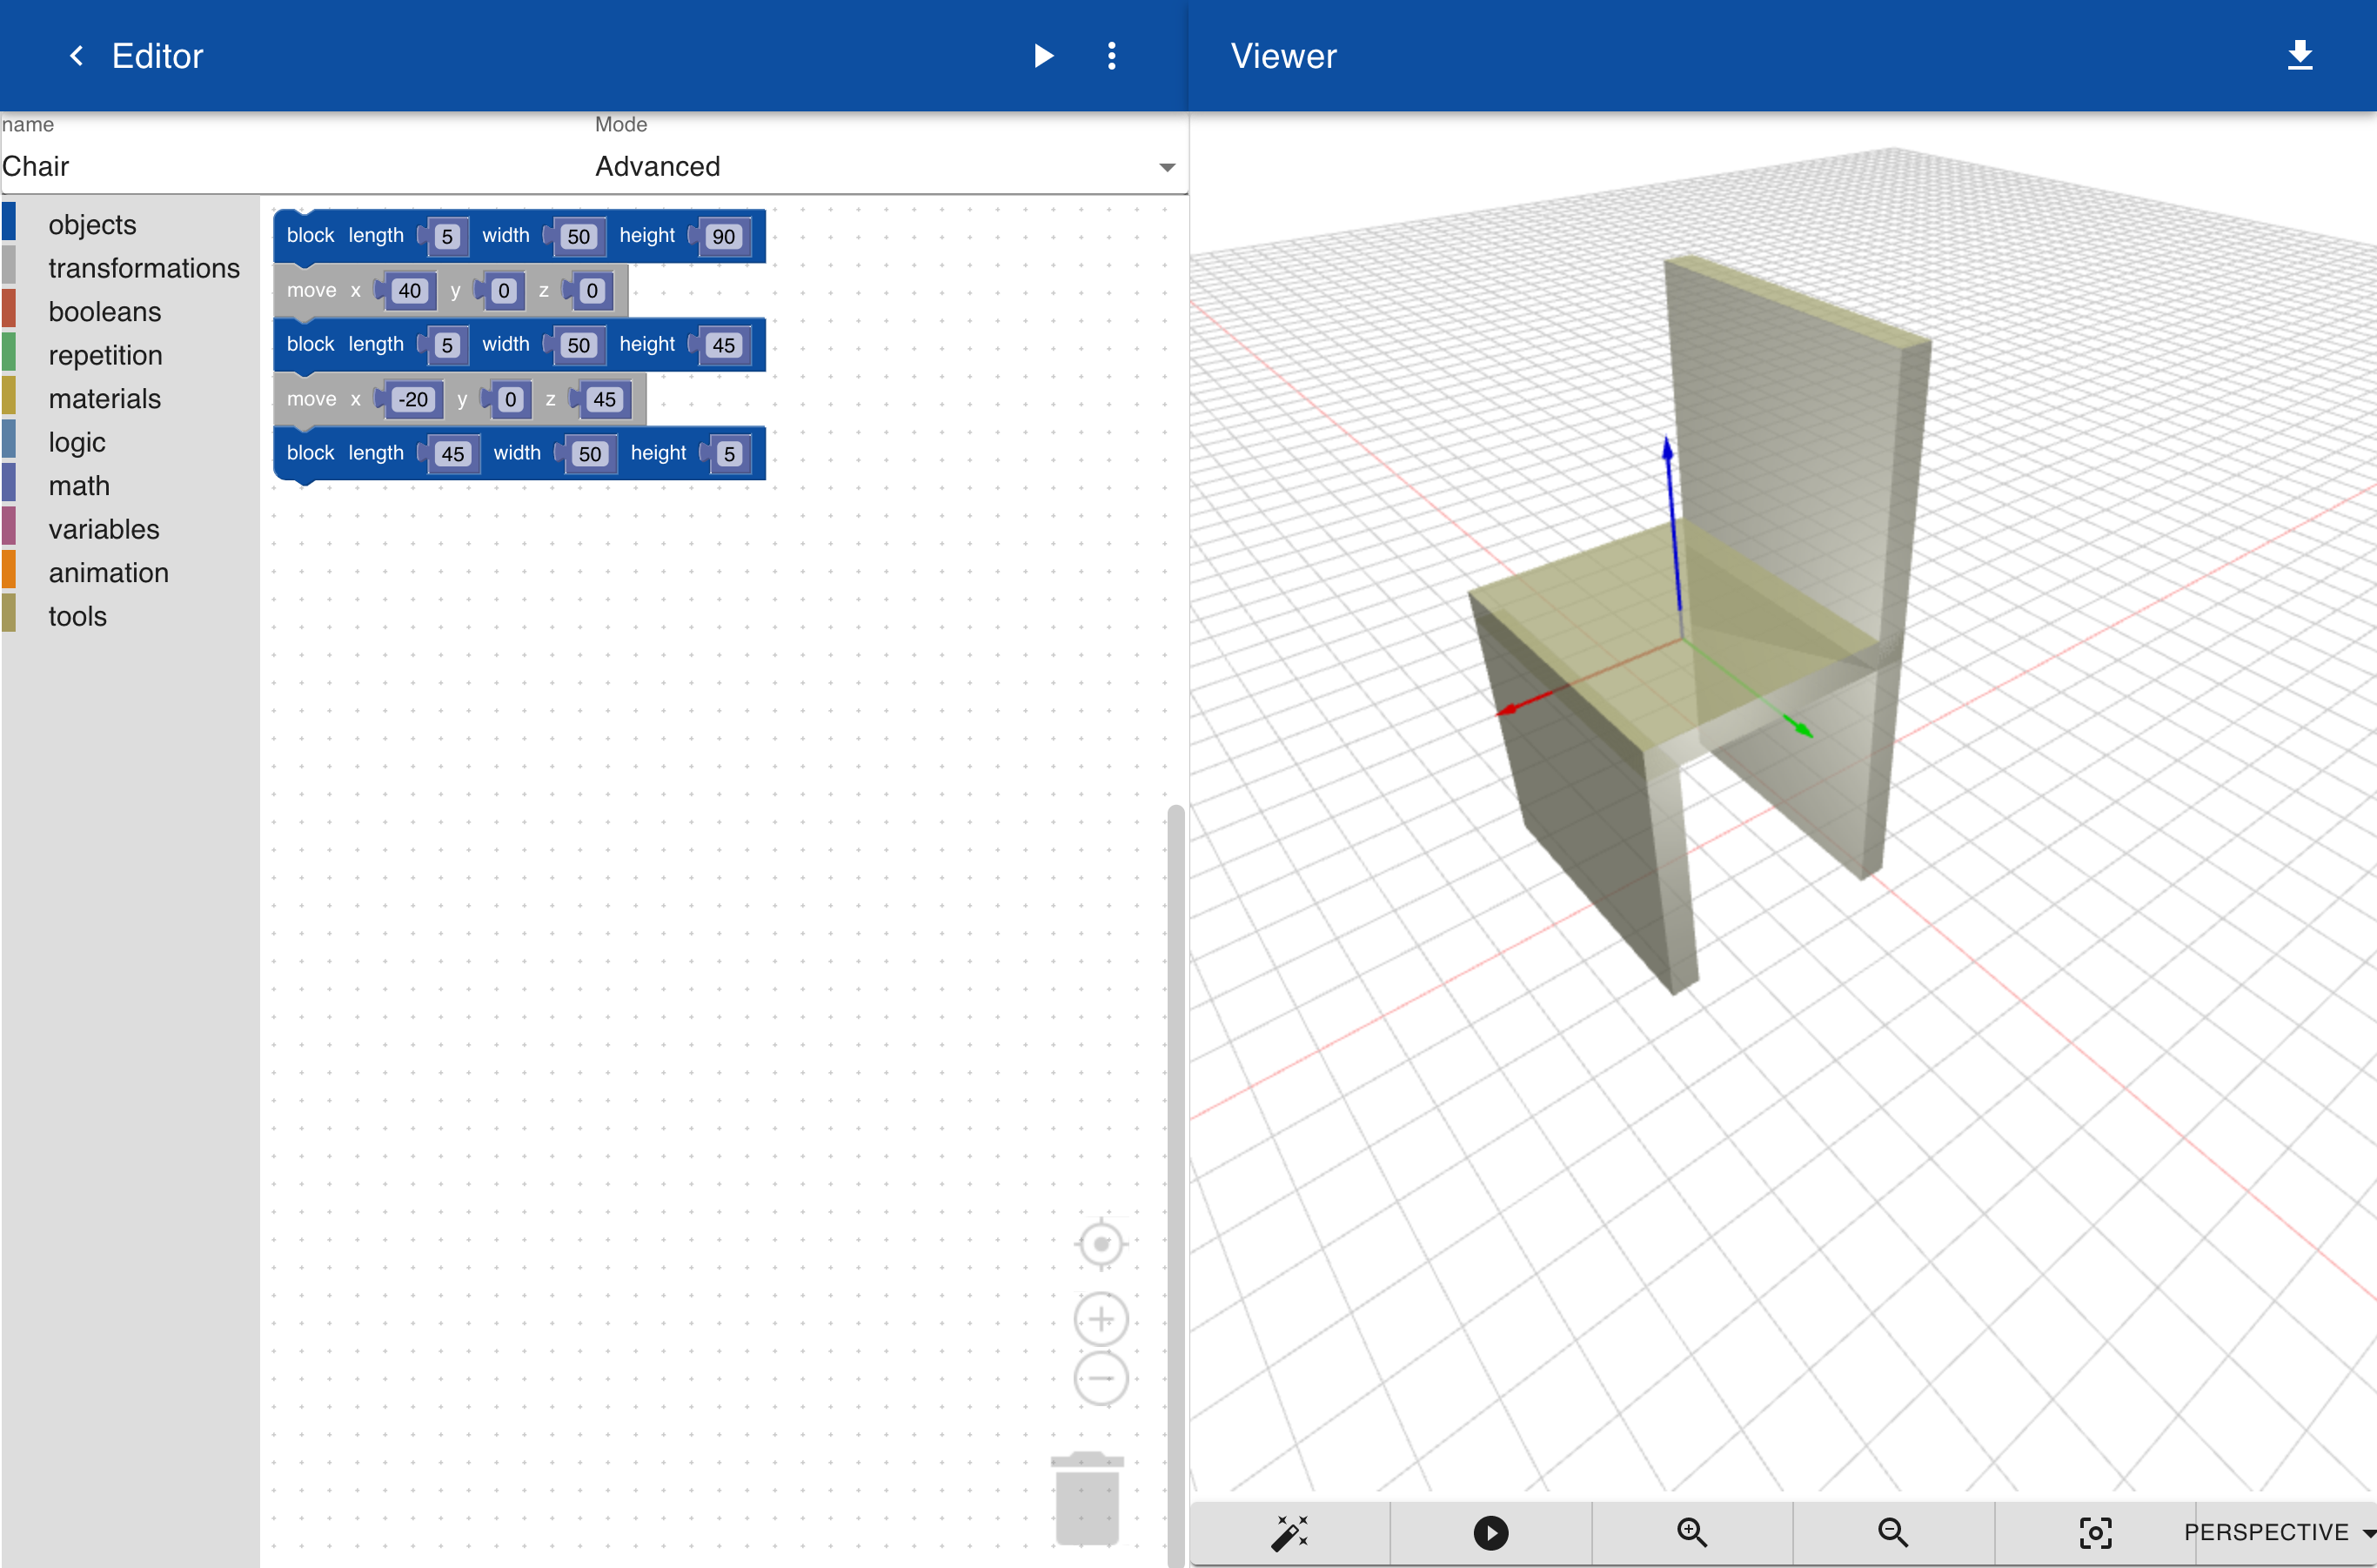 Editor
Viewer
name
Mode
Chair
Advanced
objects
transformations
booleans
repetition
materials
logic
math
variables
animation
tools
block length 5 width 50 height 90
move x 40 y 0 z 0
block length 5 width 50 height 45
move x -20 y 0 z 45
block length 45 width 50 height 5
PERSPECTIVE